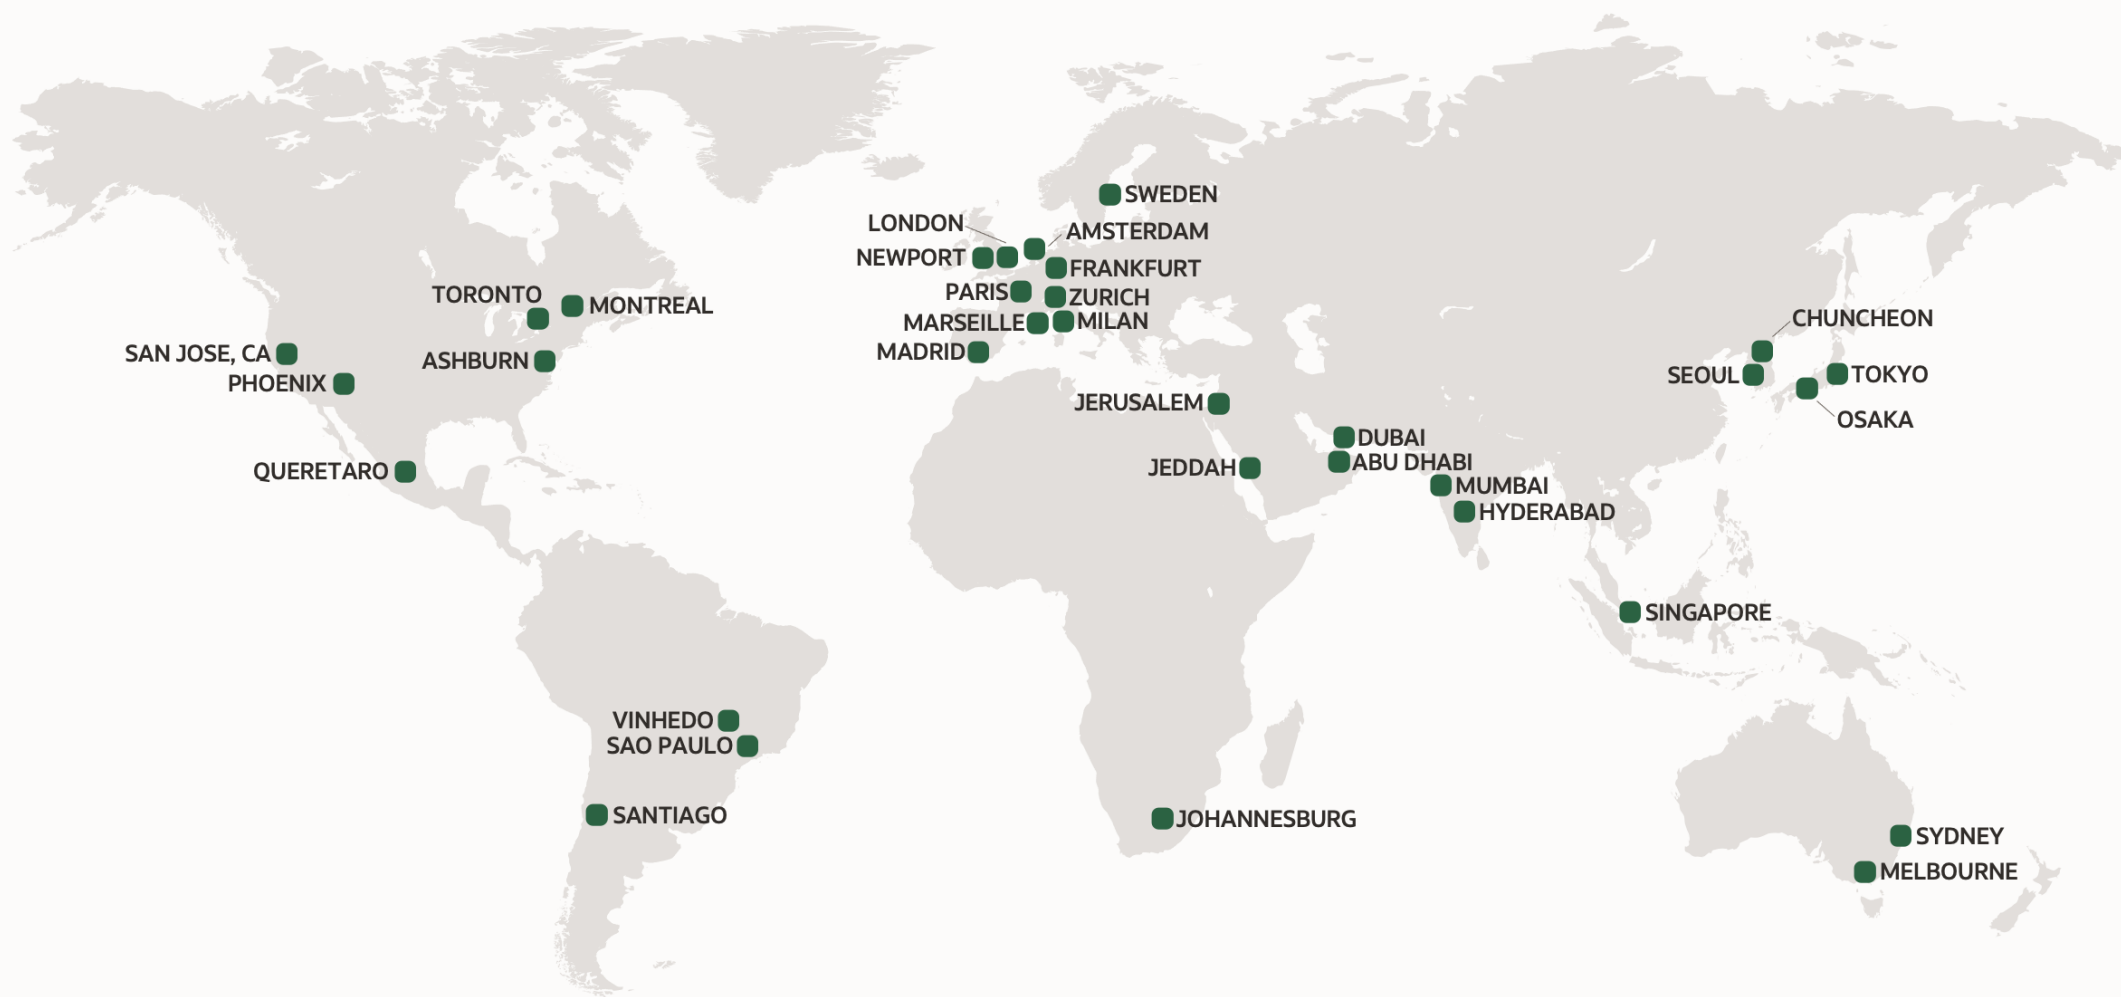 SWEDEN
LONDON
AMSTERDAM
NEWPORT
FRANKFURT
PARIS
ZURICH
MARSEILLE
MILAN
MADRID
TORONTO
MONTREAL
SAN JOSE, CA
ASHBURN
PHOENIX
QUERETARO
CHUNCHEON
SEOUL
TOKYO
OSAKA
JERUSALEM
DUBAI
JEDDAH
ABU DHABI
MUMBAI
HYDERABAD
SINGAPORE
VINHEDO
SAO PAULO
SANTIAGO
JOHANNESBURG
SYDNEY
MELBOURNE